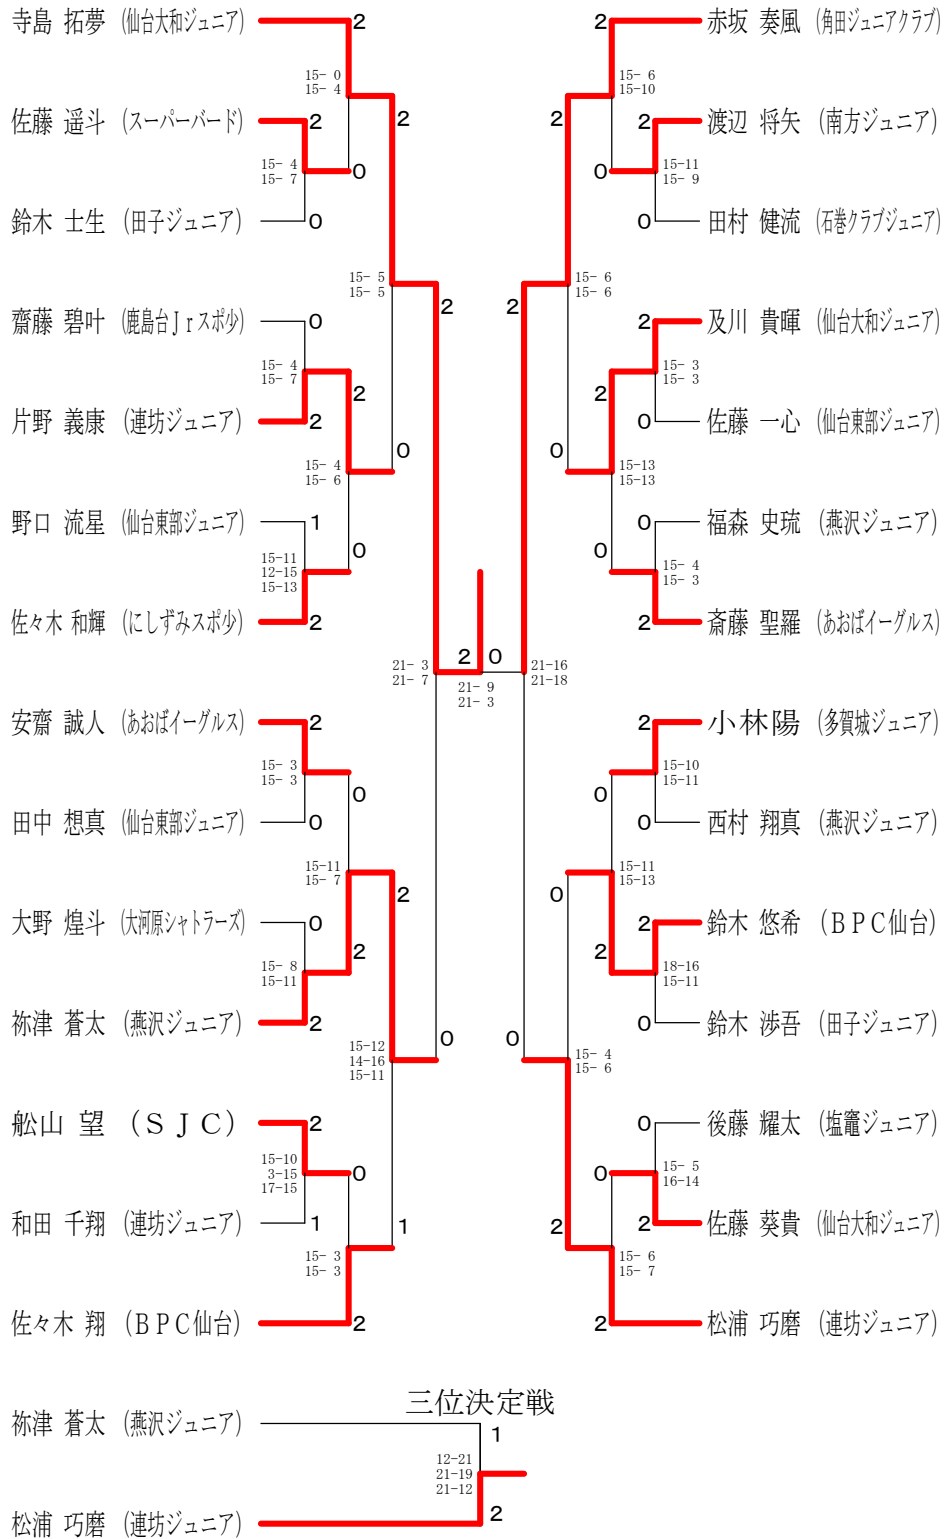 寺島 拓夢 (仙台大和ジュニア) 2
2 赤坂 奏風 (角田ジュニアクラブ)
15- 0
15- 4
15- 6
15-10
佐藤 遥斗 (スーパーバード) 2
2
2
2 渡辺 将矢 (南方ジュニア)
15- 4
15- 7
0
0
15-11
15- 9
鈴木 士生 (田子ジュニア) 0
0 田村 健流 (石巻クラブジュニア)
15- 5
15- 5
15- 6
15- 6
2
2
齋藤 碧叶 (鹿島台Jrスポ少) 0
2 及川 貴暉 (仙台大和ジュニア)
15- 4
15- 7
2
2
15- 3
15- 3
片野 義康 (連坊ジュニア) 2
0 佐藤 一心 (仙台東部ジュニア)
0
0
15- 4
15- 6
15-13
15-13
野口 流星 (仙台東部ジュニア) 1
0 福森 史琉 (燕沢ジュニア)
15-11
12-15
15-13
0
0
15- 4
15- 3
佐々木 和輝 (にしずみスポ少) 2
2 斎藤 聖羅 (あおばイーグルス)
21- 3
21- 7
2 0
21- 9
21- 3
21-16
21-18
安齋 誠人 (あおばイーグルス) 2
2 小林陽 (多賀城ジュニア)
15- 3
15- 3
0
0
15-10
15-11
田中 想真 (仙台東部ジュニア) 0
0 西村 翔真 (燕沢ジュニア)
15-11
15- 7
2
0
15-11
15-13
大野 煌斗 (大河原シャトラーズ) 0
2 鈴木 悠希 (BPC仙台)
15- 8
15-11
2
2
18-16
15-11
祢津 蒼太 (燕沢ジュニア) 2
0 鈴木 渉吾 (田子ジュニア)
15-12
14-16
15-11
0
0
15- 4
15- 6
舩山 望 (SJC) 2
0 後藤 耀太 (塩竈ジュニア)
15-10
3-15
17-15
0
0
15- 5
16-14
和田 千翔 (連坊ジュニア) 1
1
2
2 佐藤 葵貴 (仙台大和ジュニア)
15- 3
15- 3
15- 6
15- 7
佐々木 翔 (BPC仙台) 2
2 松浦 巧磨 (連坊ジュニア)
三位決定戦
祢津 蒼太 (燕沢ジュニア) 1
12-21
21-19
21-12
松浦 巧磨 (連坊ジュニア) 2